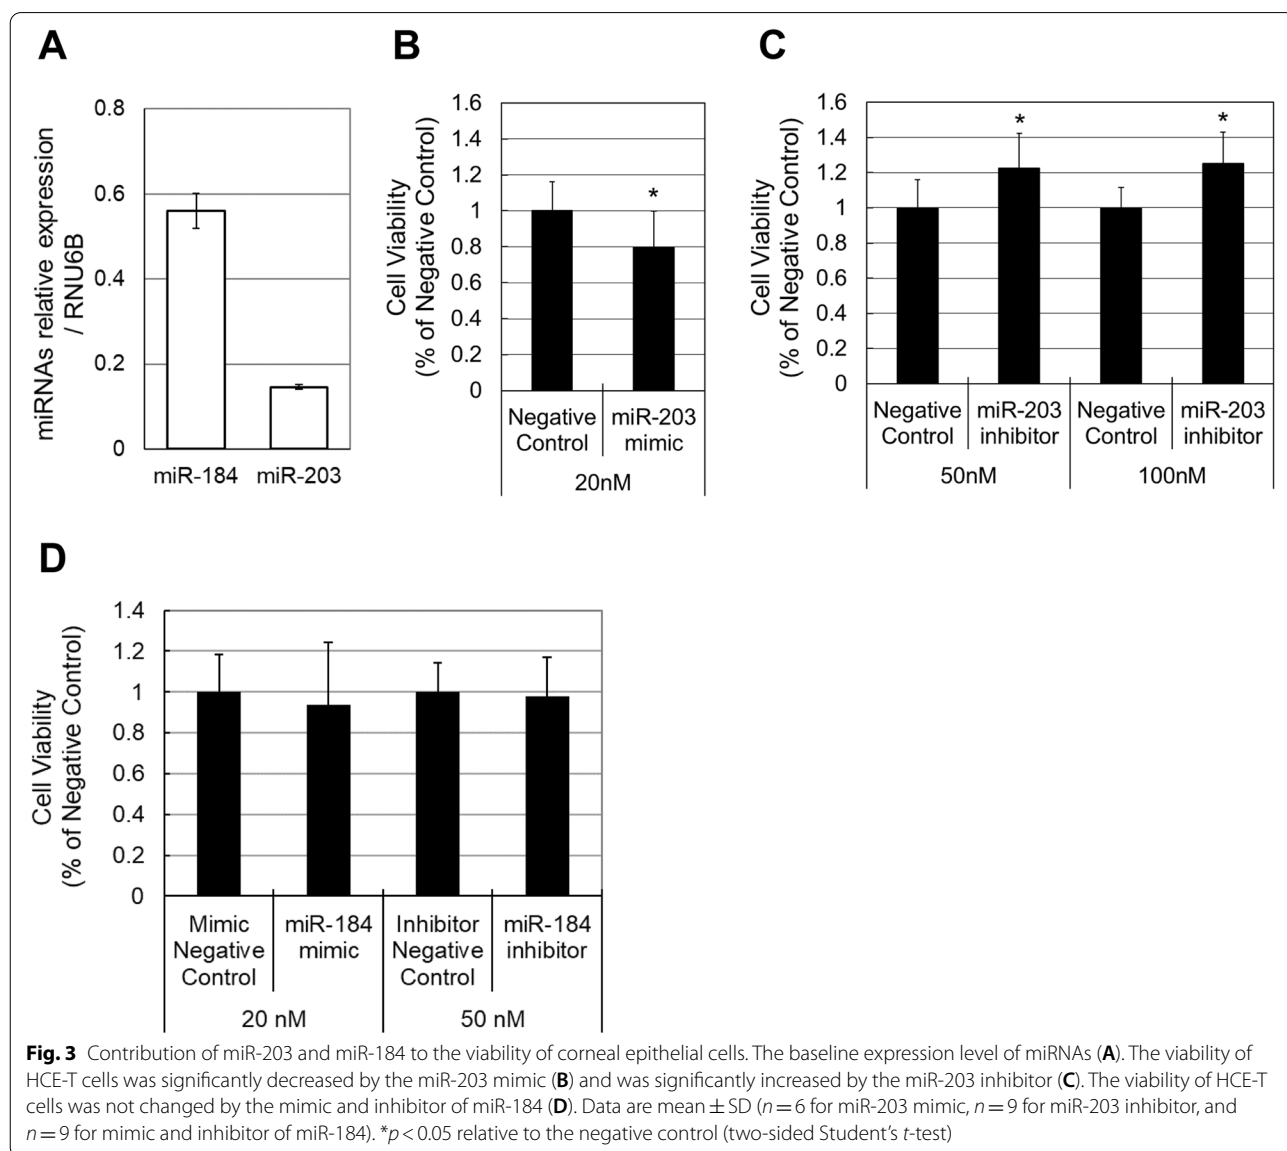 A
0.8
0.6
0.4
0.2
0
miRNAs relative expression
/ RNU6B
miR-184 miR-203
B
1.6
1.4
1.2
1
0.8
0.6
0.4
0.2
0
Cell Viability
(% of Negative Control)
*
Negative
Control
miR-203
mimic
20nM
C
1.6
1.4
1.2
1
0.8
0.6
0.4
0.2
0
Cell Viability
(% of Negative Control)
*
*
Negative
Control
miR-203
inhibitor
Negative
Control
miR-203
inhibitor
50nM
100nM
D
1.4
1.2
1
0.8
0.6
0.4
0.2
0
Cell Viability
(% of Negative Control)
Mimic
Negative
Control
miR-184
mimic
Inhibitor
Negative
Control
miR-184
inhibitor
20 nM
50 nM
Fig. 3 Contribution of miR-203 and miR-184 to the viability of corneal epithelial cells. The baseline expression level of miRNAs (A). The viability of
HCE-T cells was significantly decreased by the miR-203 mimic (B) and was significantly increased by the miR-203 inhibitor (C). The viability of HCE-T
cells was not changed by the mimic and inhibitor of miR-184 (D). Data are mean ± SD (n = 6 for miR-203 mimic, n = 9 for miR-203 inhibitor, and
n = 9 for mimic and inhibitor of miR-184). *p < 0.05 relative to the negative control (two-sided Student's t-test)